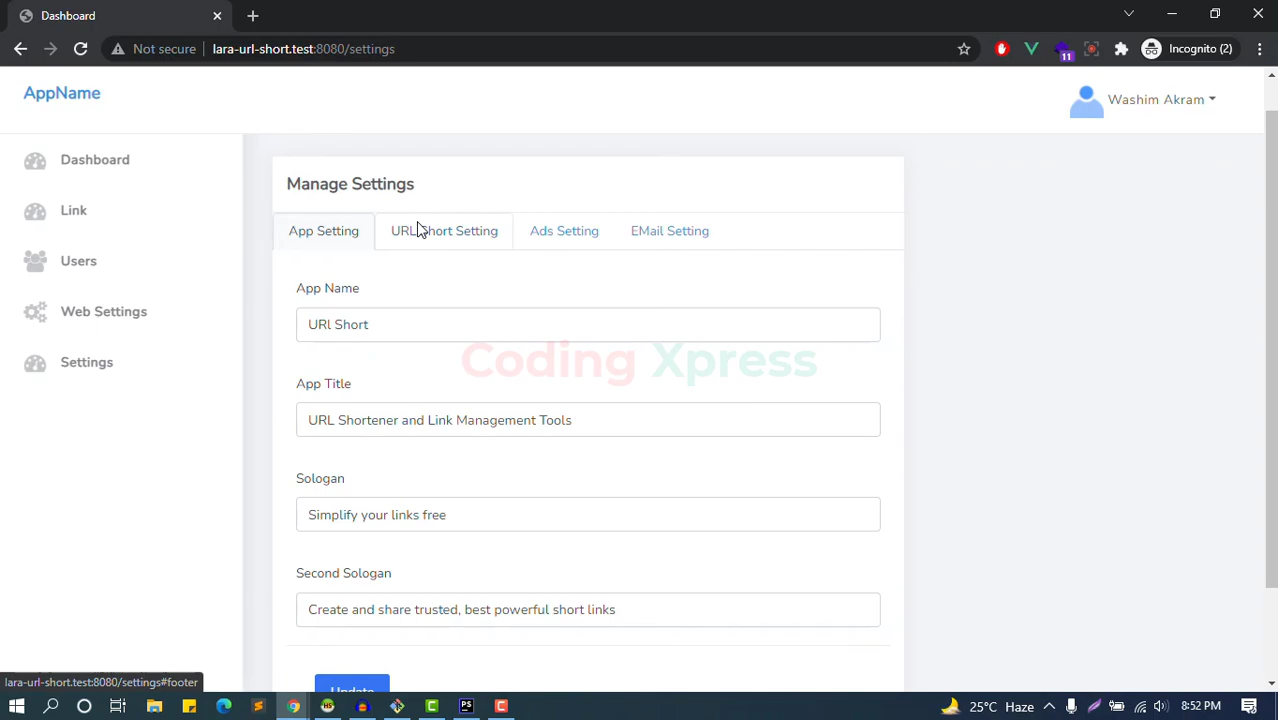 Dashboard
Not secure
lara-url-short.test:8080/settings
11
Incognito (2)
AppName
Washim Akram
Dashboard
Link
Users
Web Settings
Settings
Manage Settings
App Setting
URL Short Setting
Ads Setting
EMail Setting
App Name
URl Short
Coding Xpress
App Title
URL Shortener and Link Management Tools
Sologan
Simplify your links free
Second Sologan
Create and share trusted, best powerful short links
Update
lara-url-short.test:8080/settings#footer
HS
C
PS
C
25°C Haze
8:52 PM